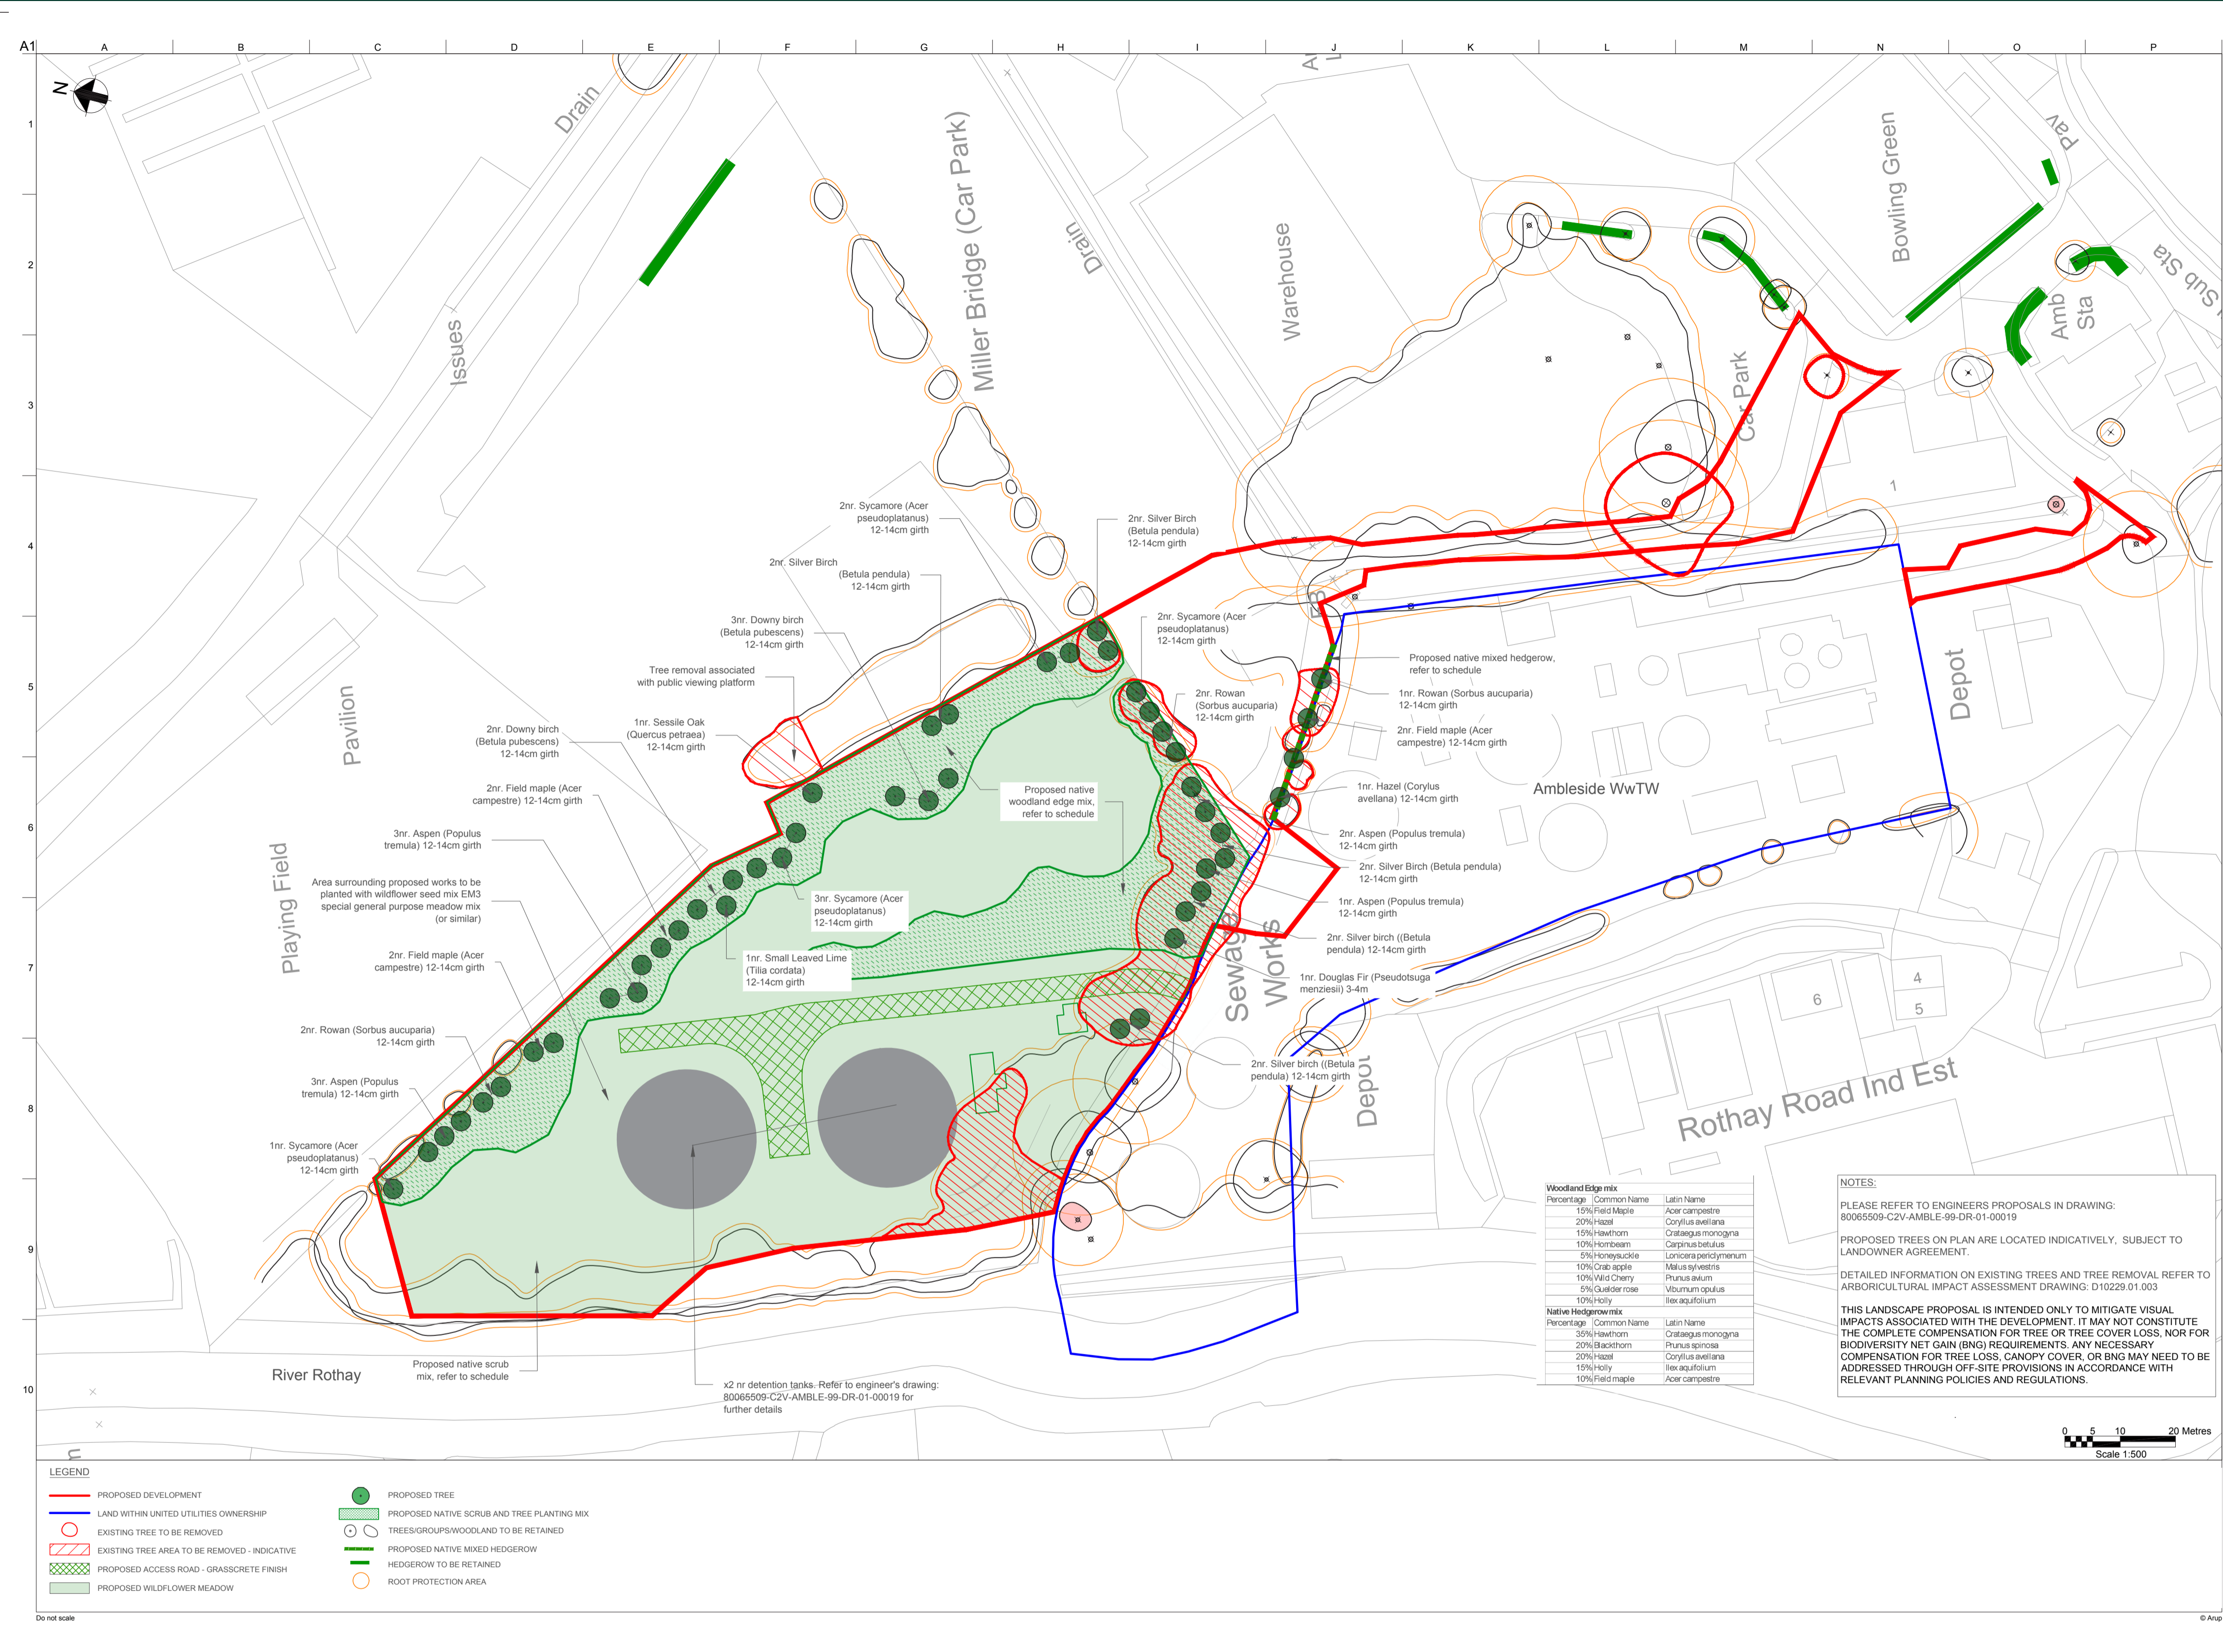 A1
A B C D E F G H I J K L M N O P
1
2
3
4
5
6
7
8
9
10
N
Drain
Issues
Miller Bridge (Car Park)
Drain
Warehouse
Car Park
Bowling Green
Pav
Sub Sta
Amb
Sta
1
Depot
Pavilion
Playing Field
Sewage
Works
Depot
4
5
6
Rothay Road Ind Est
Ambleside WwTW
River Rothay
2nr. Sycamore (Acer
pseudoplatanus)
12-14cm girth
2nr. Silver Birch
(Betula pendula)
12-14cm girth
2nr. Silver Birch
(Betula pendula)
12-14cm girth
3nr. Downy birch
(Betula pubescens)
12-14cm girth
Tree removal associated
with public viewing platform
1nr. Sessile Oak
(Quercus petraea)
12-14cm girth
2nr. Downy birch
(Betula pubescens)
12-14cm girth
2nr. Field maple (Acer
campestre) 12-14cm girth
3nr. Aspen (Populus
tremula) 12-14cm girth
Area surrounding proposed works to be
planted with wildflower seed mix EM3
special general purpose meadow mix
(or similar)
2nr. Field maple (Acer
campestre) 12-14cm girth
2nr. Rowan (Sorbus aucuparia)
12-14cm girth
3nr. Aspen (Populus
tremula) 12-14cm girth
1nr. Sycamore (Acer
pseudoplatanus)
12-14cm girth
Proposed native scrub
mix, refer to schedule
x2 nr detention tanks. Refer to engineer's drawing:
80065509-C2V-AMBLE-99-DR-01-00019 for
further details
Proposed native
woodland edge mix,
refer to schedule
3nr. Sycamore (Acer
pseudoplatanus)
12-14cm girth
1nr. Small Leaved Lime
(Tilia cordata)
12-14cm girth
2nr. Sycamore (Acer
pseudoplatanus)
12-14cm girth
2nr. Rowan
(Sorbus aucuparia)
12-14cm girth
Proposed native mixed hedgerow,
refer to schedule
1nr. Rowan (Sorbus aucuparia)
12-14cm girth
2nr. Field maple (Acer
campestre) 12-14cm girth
1nr. Hazel (Corylus
avellana) 12-14cm girth
2nr. Aspen (Populus tremula)
12-14cm girth
2nr. Silver Birch (Betula pendula)
12-14cm girth
1nr. Aspen (Populus tremula)
12-14cm girth
2nr. Silver birch ((Betula
pendula) 12-14cm girth
1nr. Douglas Fir (Pseudotsuga
menziesii) 3-4m
2nr. Silver birch ((Betula
pendula) 12-14cm girth
Woodland Edge mix
Percentage Common Name Latin Name
15% Field Maple Acer campestre
20% Hazel Coryllus avellana
15% Hawthorn Crataegus monogyna
10% Hornbeam Carpinus betulus
5% Honeysuckle Lonicera periclymenum
10% Crab apple Malus sylvestris
10% Wild Cherry Prunus avium
5% Guelder rose Viburnum opulus
10% Holly Ilex aquifolium
Native Hedgerow mix
Percentage Common Name Latin Name
35% Hawthorn Crataegus monogyna
20% Blackthorn Prunus spinosa
20% Hazel Coryllus avellana
15% Holly Ilex aquifolium
10% Field maple Acer campestre
NOTES:
PLEASE REFER TO ENGINEERS PROPOSALS IN DRAWING:
80065509-C2V-AMBLE-99-DR-01-00019
PROPOSED TREES ON PLAN ARE LOCATED INDICATIVELY, SUBJECT TO
LANDOWNER AGREEMENT.
DETAILED INFORMATION ON EXISTING TREES AND TREE REMOVAL REFER TO
ARBORICULTURAL IMPACT ASSESSMENT DRAWING: D10229.01.003
THIS LANDSCAPE PROPOSAL IS INTENDED ONLY TO MITIGATE VISUAL
IMPACTS ASSOCIATED WITH THE DEVELOPMENT. IT MAY NOT CONSTITUTE
THE COMPLETE COMPENSATION FOR TREE OR TREE COVER LOSS, NOR FOR
BIODIVERSITY NET GAIN (BNG) REQUIREMENTS. ANY NECESSARY
COMPENSATION FOR TREE LOSS, CANOPY COVER, OR BNG MAY NEED TO BE
ADDRESSED THROUGH OFF-SITE PROVISIONS IN ACCORDANCE WITH
RELEVANT PLANNING POLICIES AND REGULATIONS.
0 5 10 20 Metres
Scale 1:500
LEGEND
PROPOSED DEVELOPMENT
LAND WITHIN UNITED UTILITIES OWNERSHIP
EXISTING TREE TO BE REMOVED
EXISTING TREE AREA TO BE REMOVED - INDICATIVE
PROPOSED ACCESS ROAD - GRASSCRETE FINISH
PROPOSED WILDFLOWER MEADOW
PROPOSED TREE
PROPOSED NATIVE SCRUB AND TREE PLANTING MIX
TREES/GROUPS/WOODLAND TO BE RETAINED
PROPOSED NATIVE MIXED HEDGEROW
HEDGEROW TO BE RETAINED
ROOT PROTECTION AREA
Do not scale
© Arup